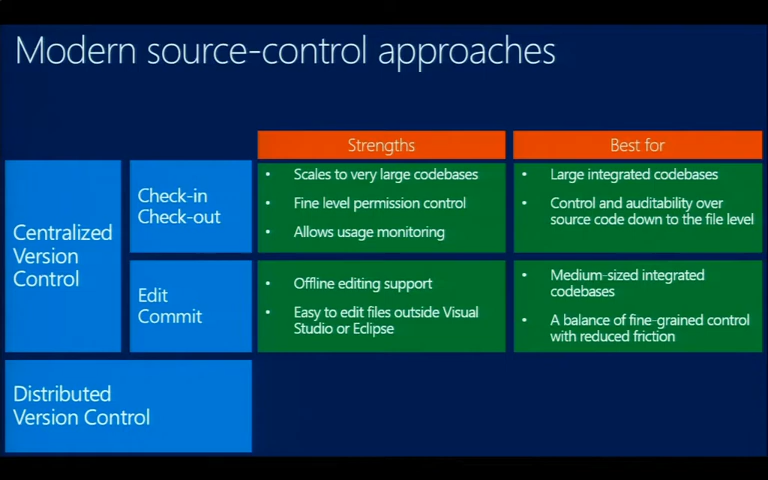 Modern source-control approaches
Strengths
Best for
Centralized
Version
Control
Check-in
Check-out
• Scales to very large codebases
• Fine level permission control
• Allows usage monitoring
• Large integrated codebases
• Control and auditability over
source code down to the file level
Edit
Commit
• Offline editing support
• Easy to edit files outside Visual
Studio or Eclipse
• Medium-sized integrated
codebases
• A balance of fine-grained control
with reduced friction
Distributed
Version Control